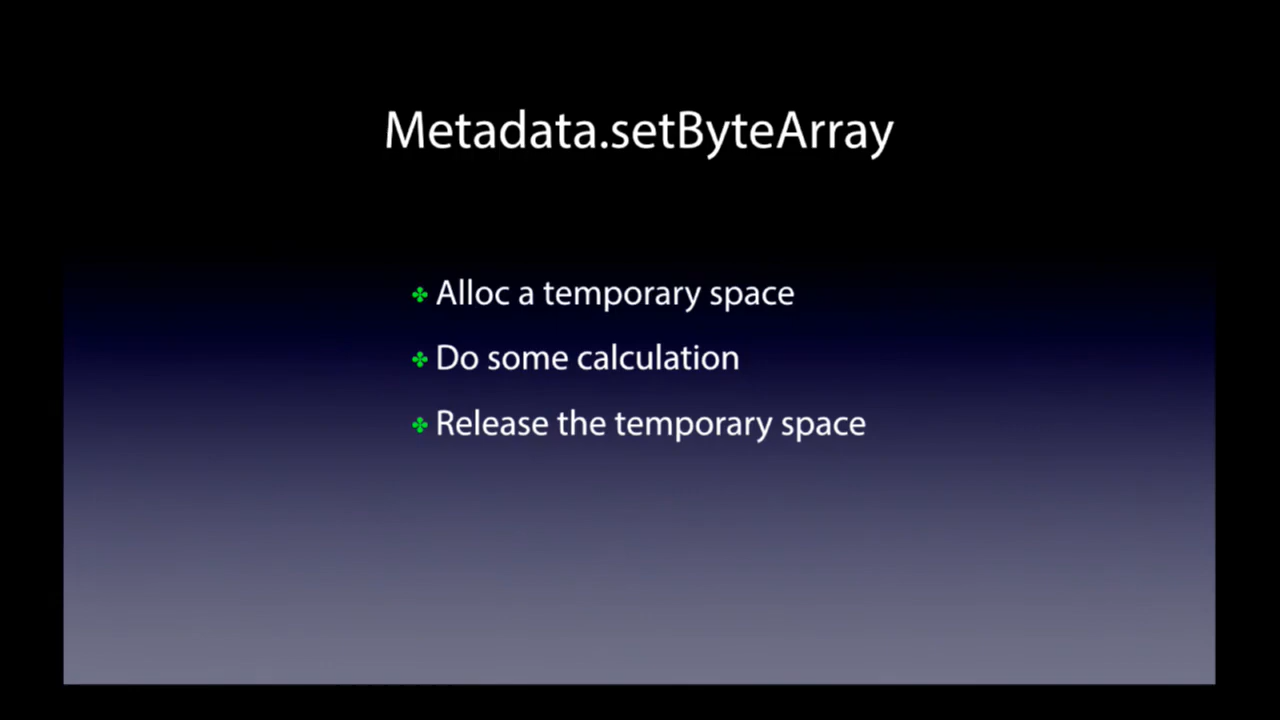 Metadata.setByteArray
Alloc a temporary space
Do some calculation
Release the temporary space